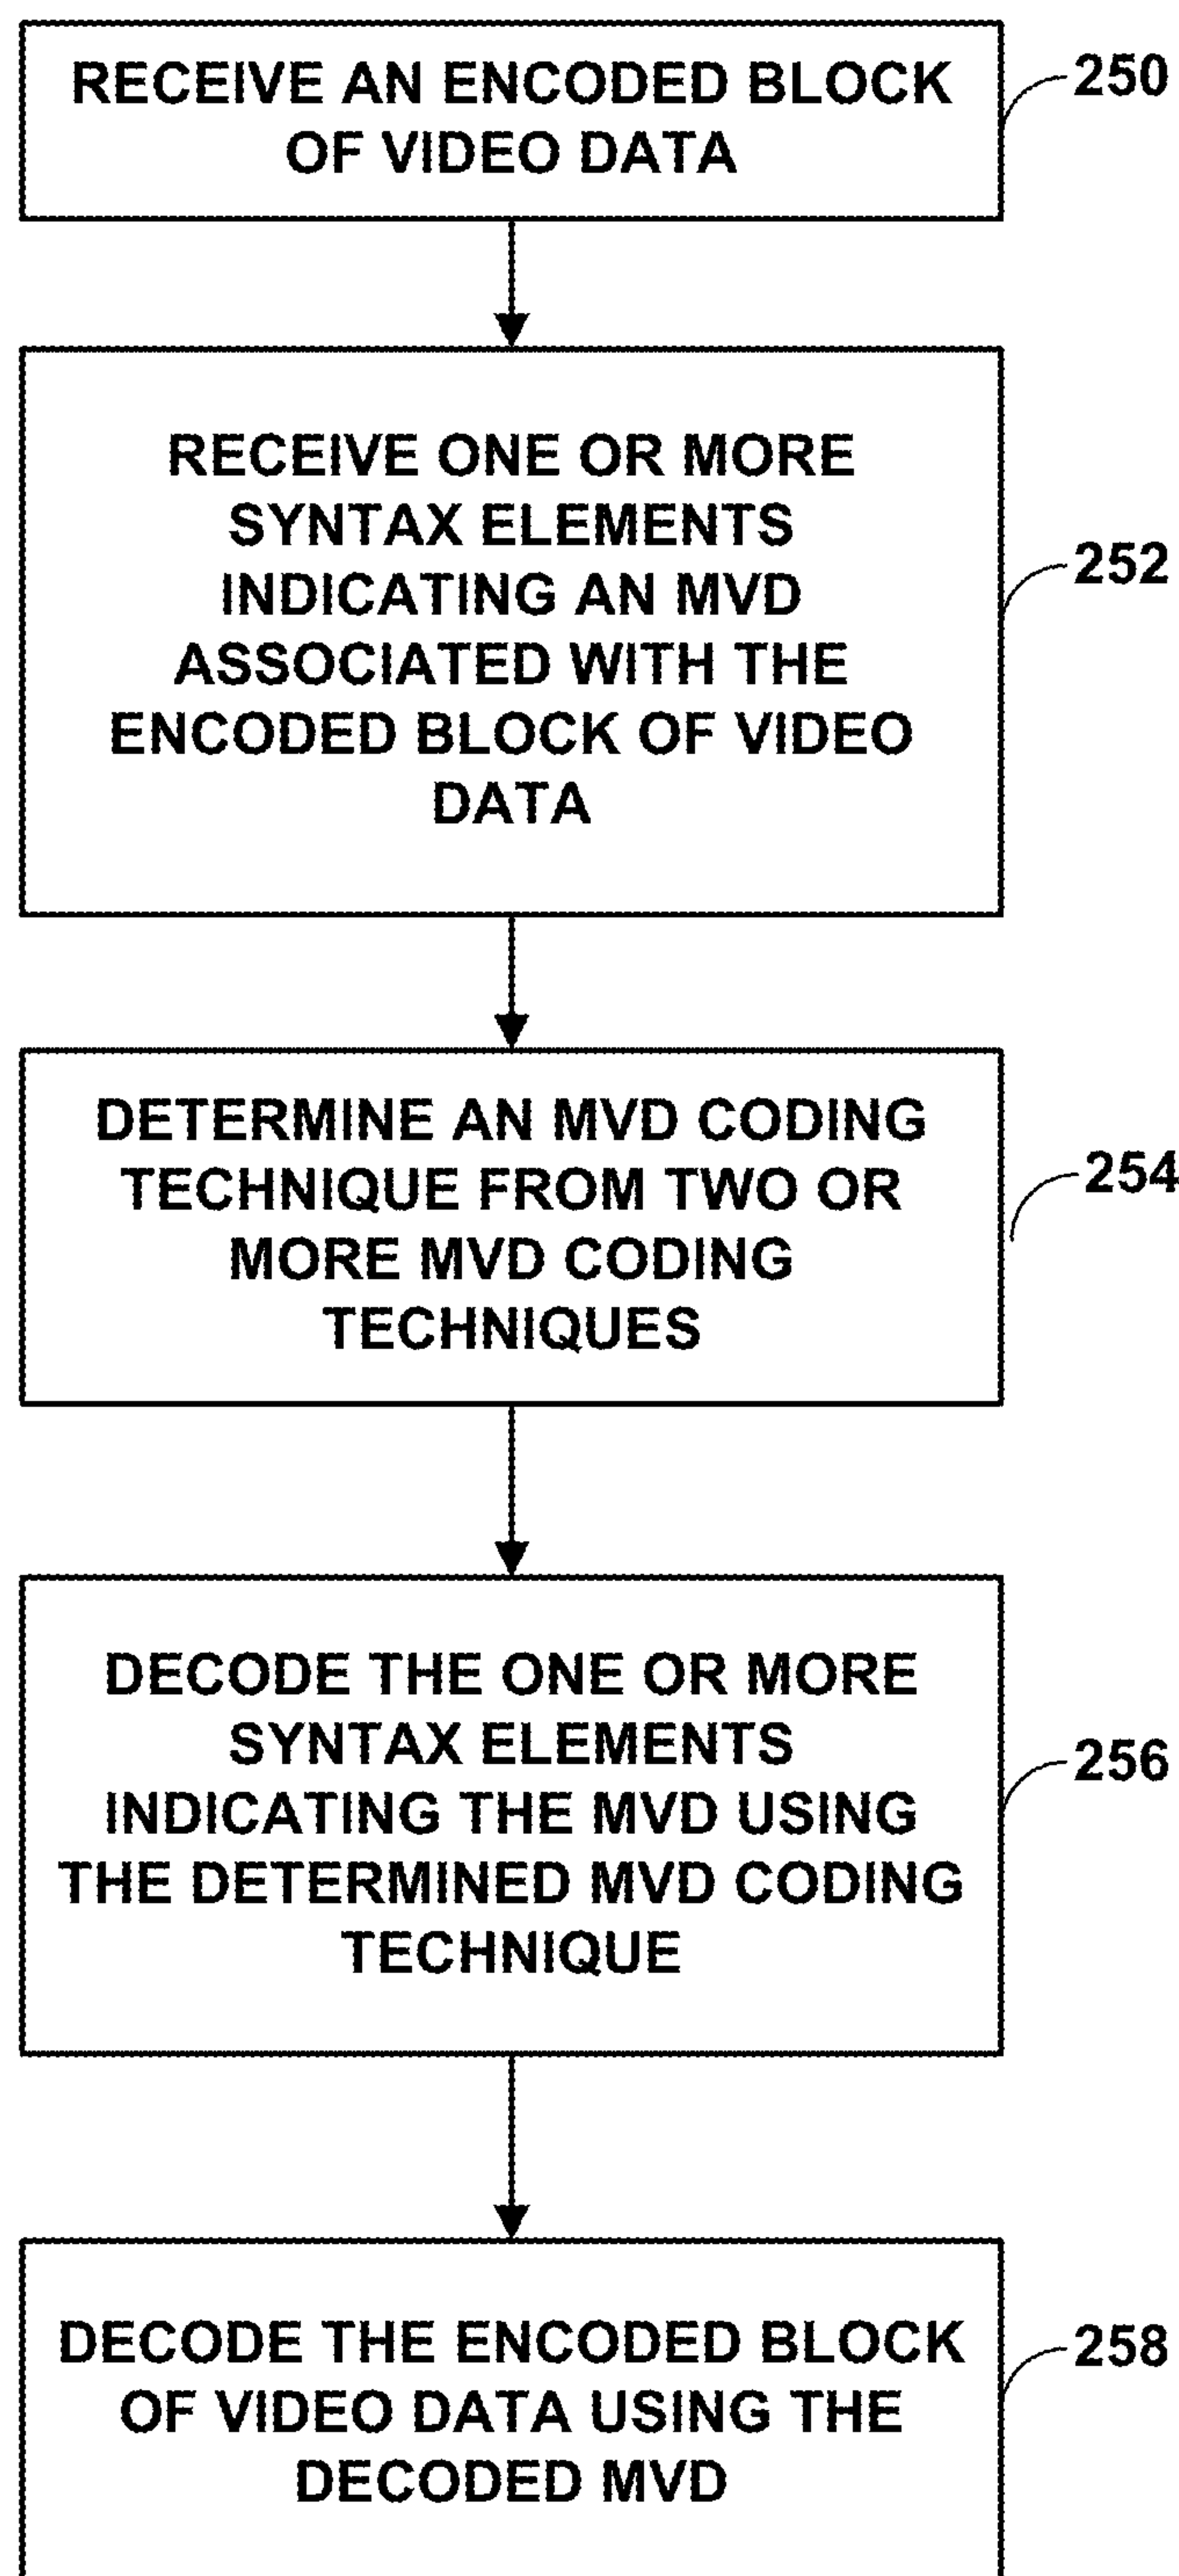 RECEIVE AN ENCODED BLOCK
OF VIDEO DATA
250
RECEIVE ONE OR MORE
SYNTAX ELEMENTS
INDICATING AN MVD
ASSOCIATED WITH THE
ENCODED BLOCK OF VIDEO
DATA
252
DETERMINE AN MVD CODING
TECHNIQUE FROM TWO OR
MORE MVD CODING
TECHNIQUES
254
DECODE THE ONE OR MORE
SYNTAX ELEMENTS
INDICATING THE MVD USING
THE DETERMINED MVD CODING
TECHNIQUE
256
DECODE THE ENCODED BLOCK
OF VIDEO DATA USING THE
DECODED MVD
258